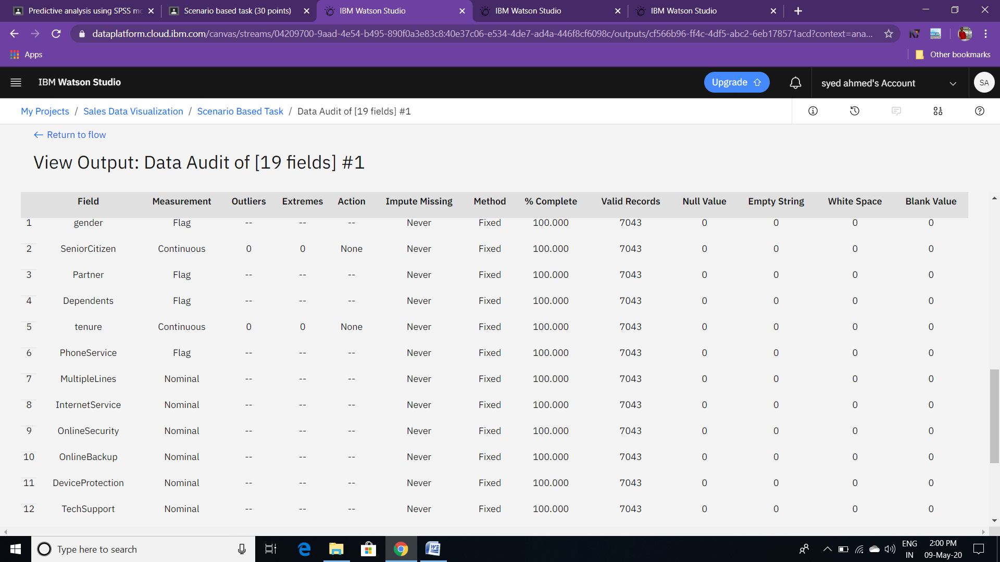 Predictive analysis using SPSS mo
Scenario based task (30 points)
IBM Watson Studio
IBM Watson Studio
IBM Watson Studio
dataplatform.cloud.ibm.com/canvas/streams/04209700-9aad-4e54-b495-890f0a3e83c8:40e37c06-e534-4de7-ad4a-446f8cf6098c/outputs/cf566b96-ff4c-4df5-abc2-6eb178571acd?context=ana...
Apps
Other bookmarks
IBM Watson Studio
Upgrade
syed ahmed's Account
SA
My Projects / Sales Data Visualization / Scenario Based Task / Data Audit of [19 fields] #1
Return to flow
View Output: Data Audit of [19 fields] #1
Field Measurement Outliers Extremes Action Impute Missing Method % Complete Valid Records Null Value Empty String White Space Blank Value
1 gender Flag -- -- -- Never Fixed 100.000 7043 0 0 0 0
2 SeniorCitizen Continuous 0 0 None Never Fixed 100.000 7043 0 0 0 0
3 Partner Flag -- -- -- Never Fixed 100.000 7043 0 0 0 0
4 Dependents Flag -- -- -- Never Fixed 100.000 7043 0 0 0 0
5 tenure Continuous 0 0 None Never Fixed 100.000 7043 0 0 0 0
6 PhoneService Flag -- -- -- Never Fixed 100.000 7043 0 0 0 0
7 MultipleLines Nominal -- -- -- Never Fixed 100.000 7043 0 0 0 0
8 InternetService Nominal -- -- -- Never Fixed 100.000 7043 0 0 0 0
9 OnlineSecurity Nominal -- -- -- Never Fixed 100.000 7043 0 0 0 0
10 OnlineBackup Nominal -- -- -- Never Fixed 100.000 7043 0 0 0 0
11 DeviceProtection Nominal -- -- -- Never Fixed 100.000 7043 0 0 0 0
12 TechSupport Nominal -- -- -- Never Fixed 100.000 7043 0 0 0 0
Type here to search
ENG
IN
2:00 PM
09-May-20